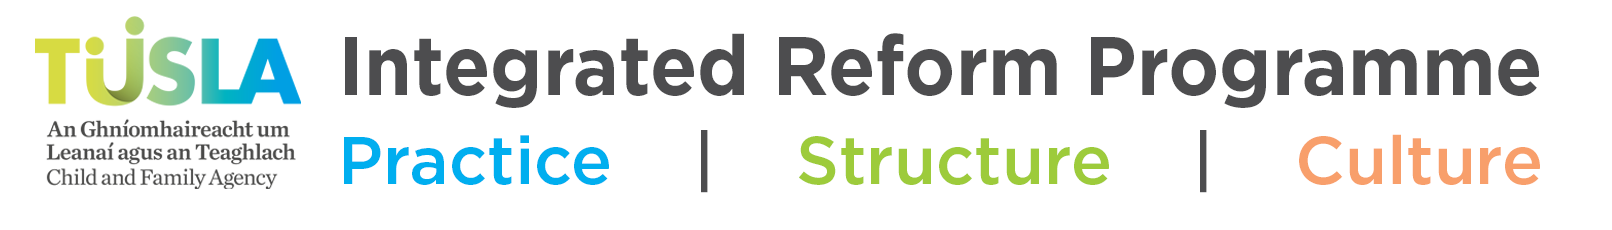 TUSLA
An Ghníomhaireacht um
Leanaí agus an Teaghlach
Child and Family Agency
Integrated Reform Programme
Practice | Structure | Culture